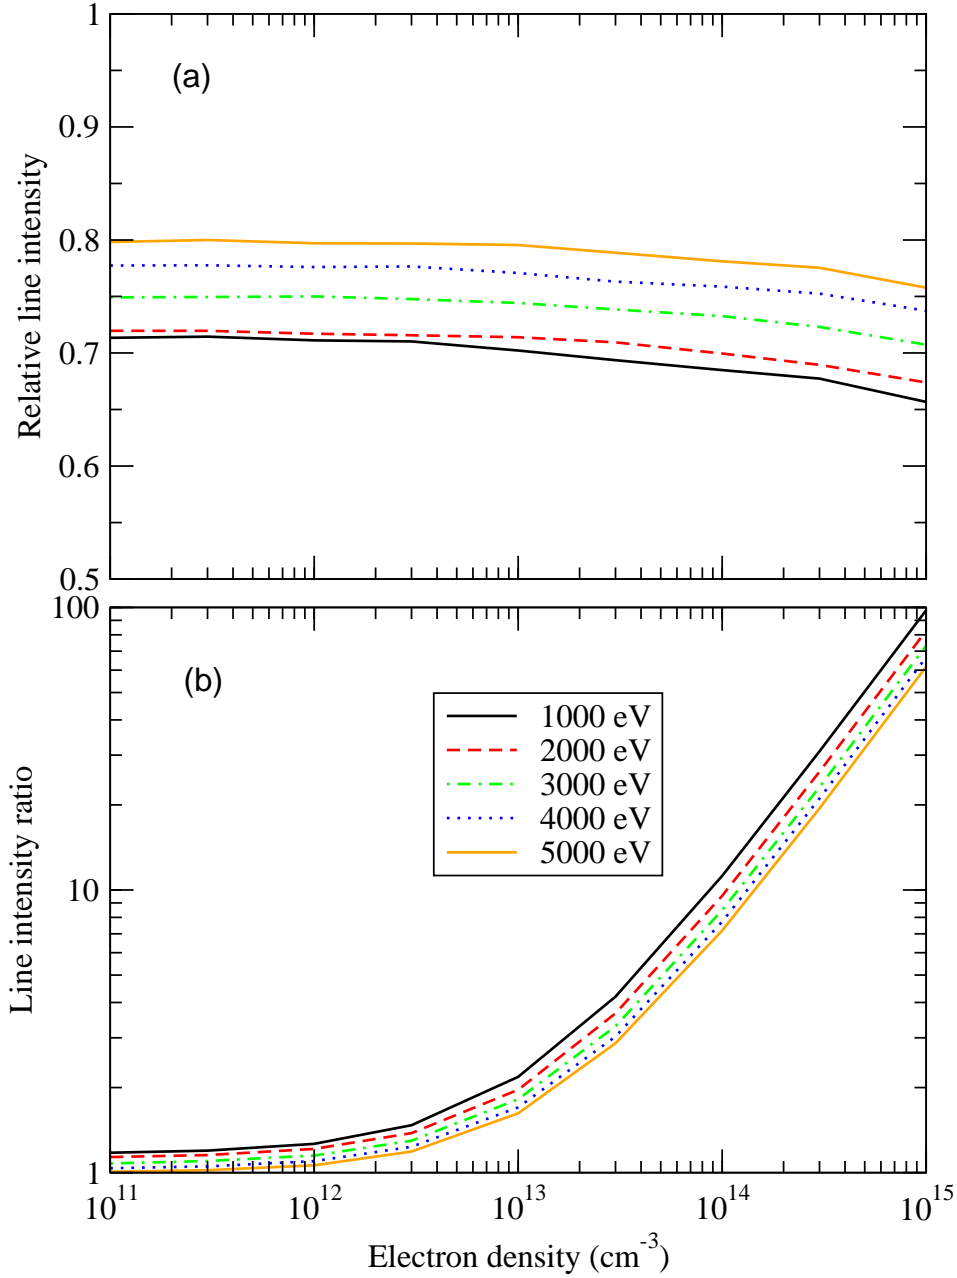 (a)
Relative line intensity
1
0.9
0.8
0.7
0.6
0.5
(b)
Line intensity ratio
100
10
1
1000 eV
2000 eV
3000 eV
4000 eV
5000 eV
10^11
10^12
10^13
10^14
10^15
Electron density (cm^-3)